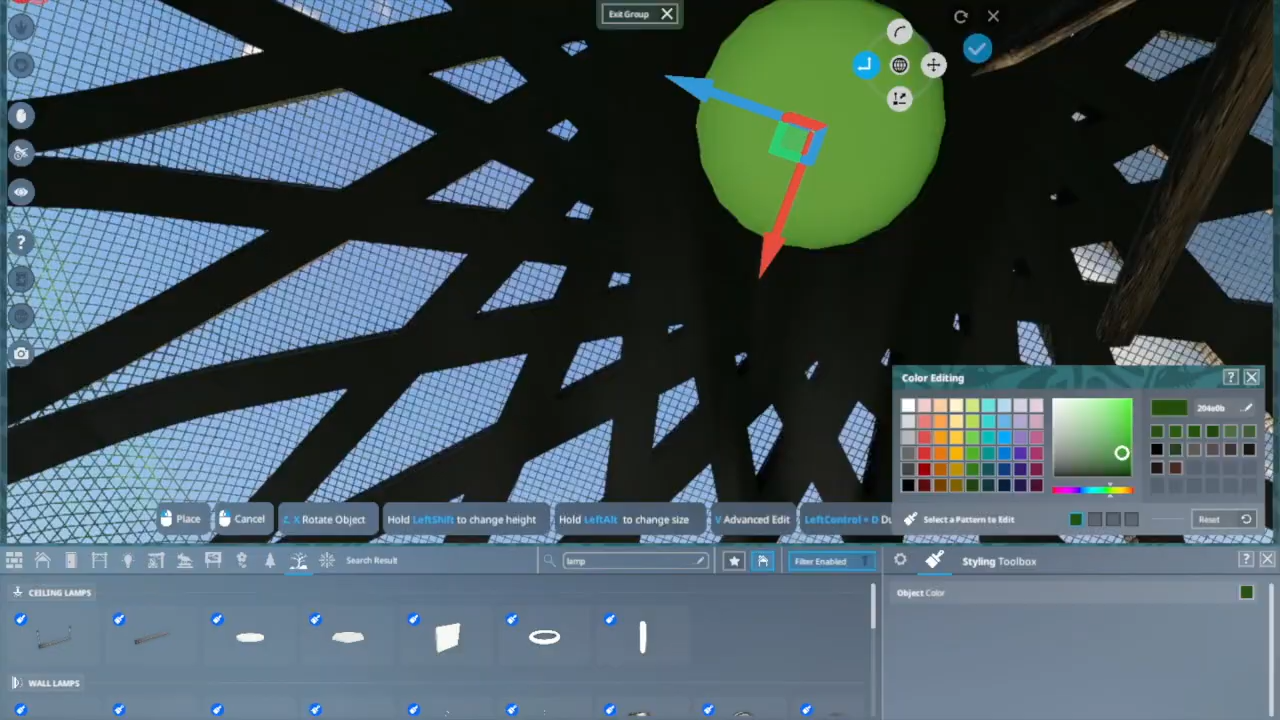 Exit Group
Color Editing
?
204e0b
Place
Cancel
Z, X Rotate Object
Hold LeftShift to change height
Hold LeftAlt to change size
V Advanced Edit
LeftControl + D Du
Select a Pattern to Edit
Reset
Search Result
lamp
Filter Enabled
Styling Toolbox
?
CEILING LAMPS
Object Color
WALL LAMPS
?